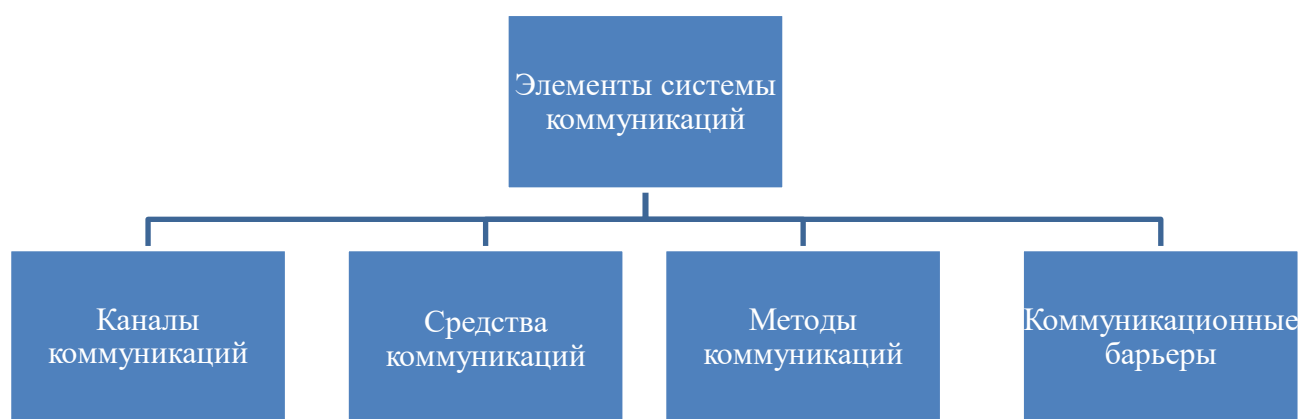 Элементы системы
коммуникаций
Каналы
коммуникаций
Средства
коммуникаций
Методы
коммуникаций
Коммуникационные
барьеры